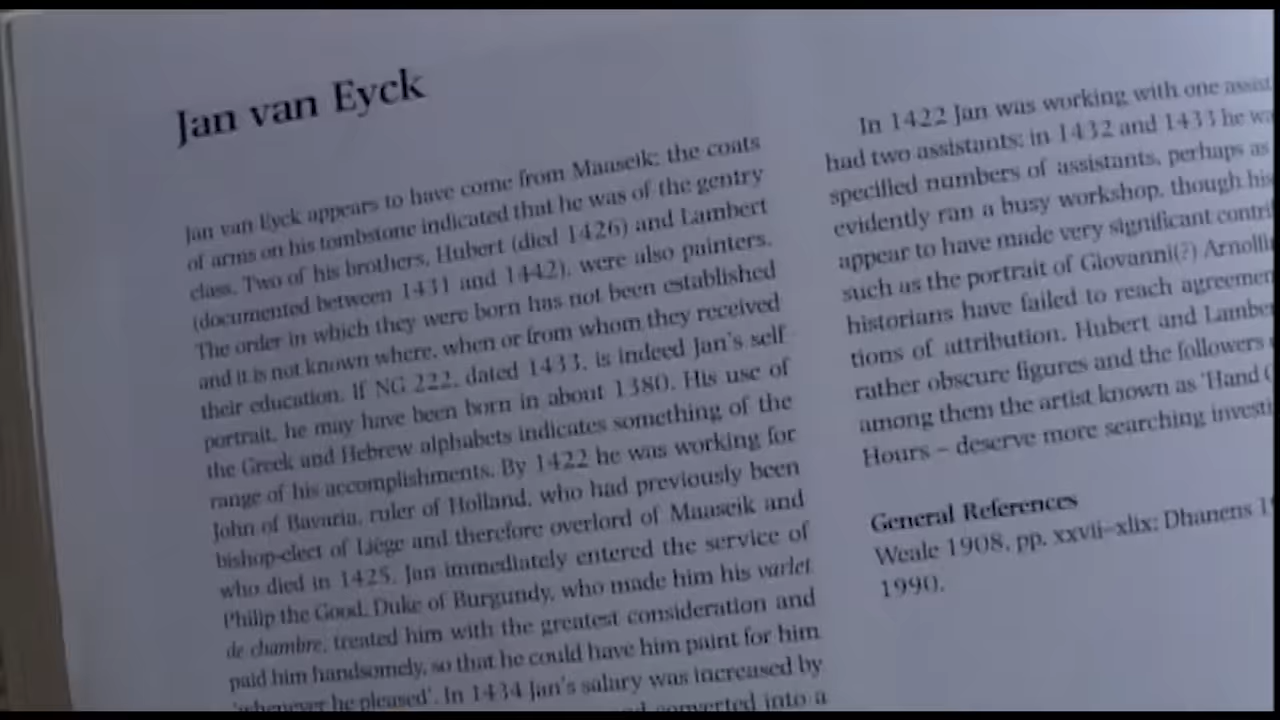 Jan van Eyck
Jan van Eyck appears to have come from Maaseik: the coats
of arms on his tombstone indicated that he was of the gentry
class. Two of his brothers, Hubert (died 1426) and Lambert
(documented between 1431 and 1442), were also painters.
The order in which they were born has not been established
and it is not known where, when or from whom they received
their education. If NG 222, dated 1433, is indeed Jan's self
portrait, he may have been born in about 1380. His use of
the Greek and Hebrew alphabets indicates something of the
range of his accomplishments. By 1422 he was working for
John of Bavaria, ruler of Holland, who had previously been
bishop-elect of Liège and therefore overlord of Maaseik and
who died in 1425. Jan immediately entered the service of
Philip the Good, Duke of Burgundy, who made him his varlet
de chambre, treated him with the greatest consideration and
paid him handsomely, so that he could have him paint for him
'whenever he pleased'. In 1434 Jan's salary was increased by
converted into a
In 1422 Jan was working with one
had two assistants; in 1432 and 1433 he
specified numbers of assistants, perhaps as
evidently ran a busy workshop, though his
appear to have made very significant
such as the portrait of Giovanni(?)
historians have failed to reach
tions of attribution. Hubert and
rather obscure figures and the followers
among them the artist known as 'Hand
Hours – deserve more searching
General References
Weale 1908, pp. xxvii–xlix; Dhanens
1990.